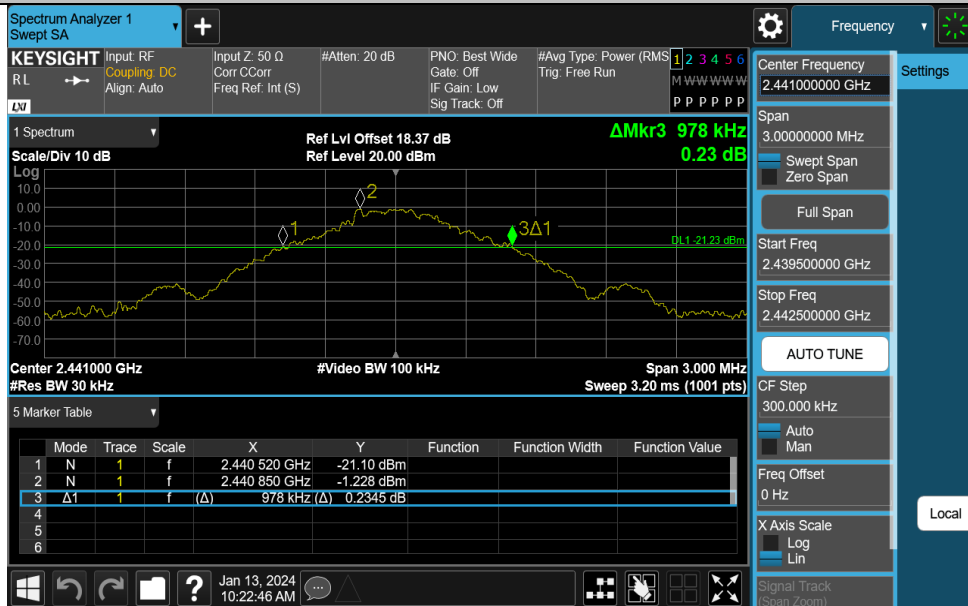 Spectrum Analyzer 1
Swept SA
+
Frequency
KEYSIGHT
RL
LXI
Input: RF
Coupling: DC
Align: Auto
Input Z: 50 Ω
Corr CCorr
Freq Ref: Int (S)
#Atten: 20 dB
PNO: Best Wide
Gate: Off
IF Gain: Low
Sig Track: Off
#Avg Type: Power (RMS
Trig: Free Run
1 2 3 4 5 6
M W W W W W
P P P P P P
Center Frequency
2.441000000 GHz
Settings
Span
3.00000000 MHz
Swept Span
Zero Span
Full Span
Start Freq
2.439500000 GHz
Stop Freq
2.442500000 GHz
AUTO TUNE
CF Step
300.000 kHz
Auto
Man
Freq Offset
0 Hz
X Axis Scale
Log
Lin
Signal Track
(Span Zoom)
Local
1 Spectrum
Scale/Div 10 dB
Log
Ref Lvl Offset 18.37 dB
Ref Level 20.00 dBm
ΔMkr3 978 kHz
0.23 dB
10.0
0.00
-10.0
-20.0
-30.0
-40.0
-50.0
-60.0
-70.0
1
2
3Δ1
DL1 -21.23 dBm
Center 2.441000 GHz
#Video BW 100 kHz
Span 3.000 MHz
#Res BW 30 kHz
Sweep 3.20 ms (1001 pts)
5 Marker Table
Mode Trace Scale X Y Function Function Width Function Value
1 N 1 f 2.440 520 GHz -21.10 dBm
2 N 1 f 2.440 850 GHz -1.228 dBm
3 Δ1 1 f (Δ) 978 kHz (Δ) 0.2345 dB
4
5
6
?
Jan 13, 2024
10:22:46 AM